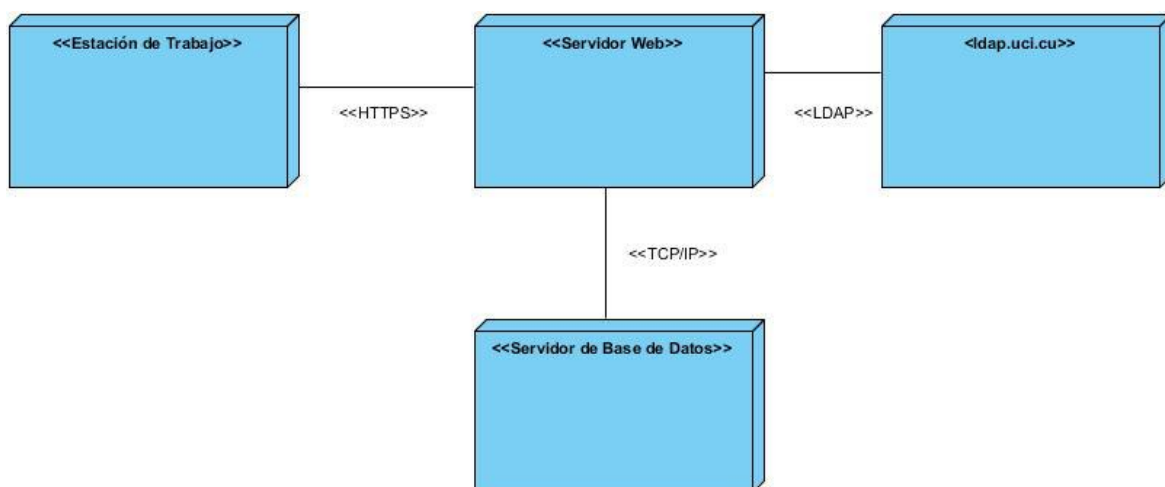 <<Estación de Trabajo>>
<<Servidor Web>>
<ldap.uci.cu>>
<<HTTPS>>
<<LDAP>>
<<TCP/IP>>
<<Servidor de Base de Datos>>